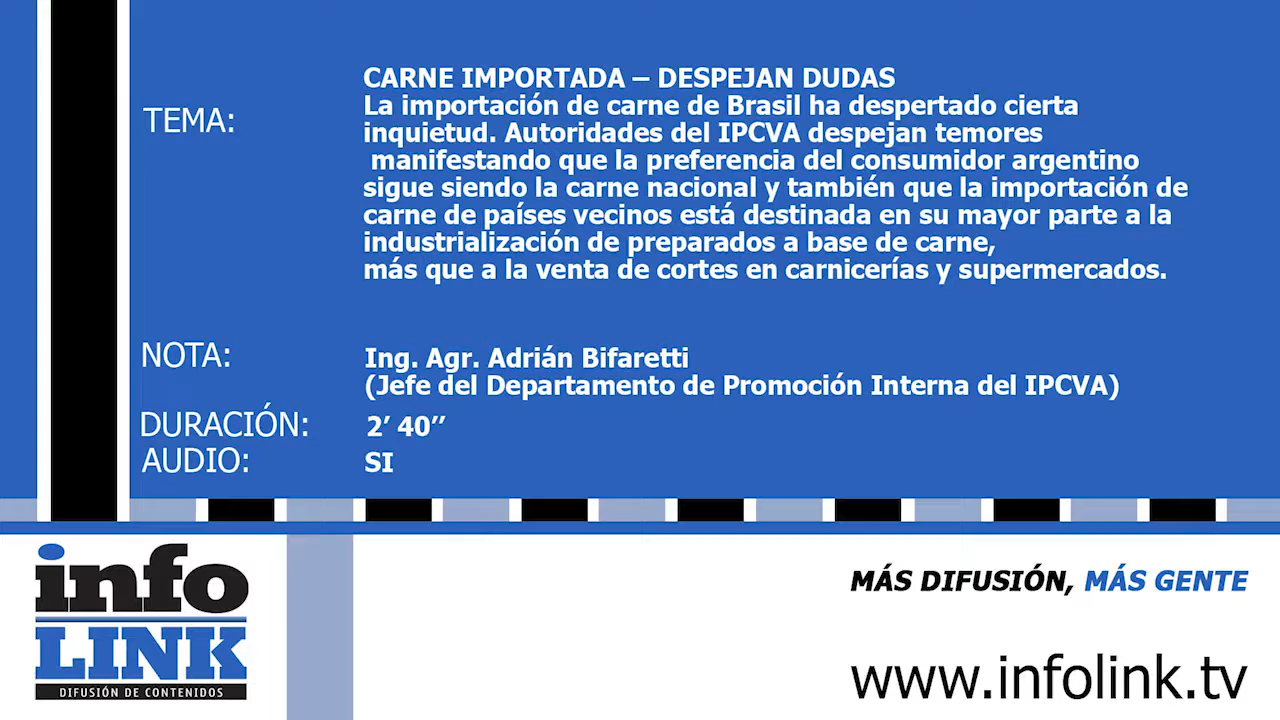 TEMA:
CARNE IMPORTADA – DESPEJAN DUDAS
La importación de carne de Brasil ha despertado cierta
inquietud. Autoridades del IPCVA despejan temores
manifestando que la preferencia del consumidor argentino
sigue siendo la carne nacional y también que la importación de
carne de países vecinos está destinada en su mayor parte a la
industrialización de preparados a base de carne,
más que a la venta de cortes en carnicerías y supermercados.
NOTA:
Ing. Agr. Adrián Bifaretti
(Jefe del Departamento de Promoción Interna del IPCVA)
DURACIÓN: 2’ 40’’
AUDIO: SI
info
LINK
DIFUSIÓN DE CONTENIDOS
MÁS DIFUSIÓN, MÁS GENTE
www.infolink.tv